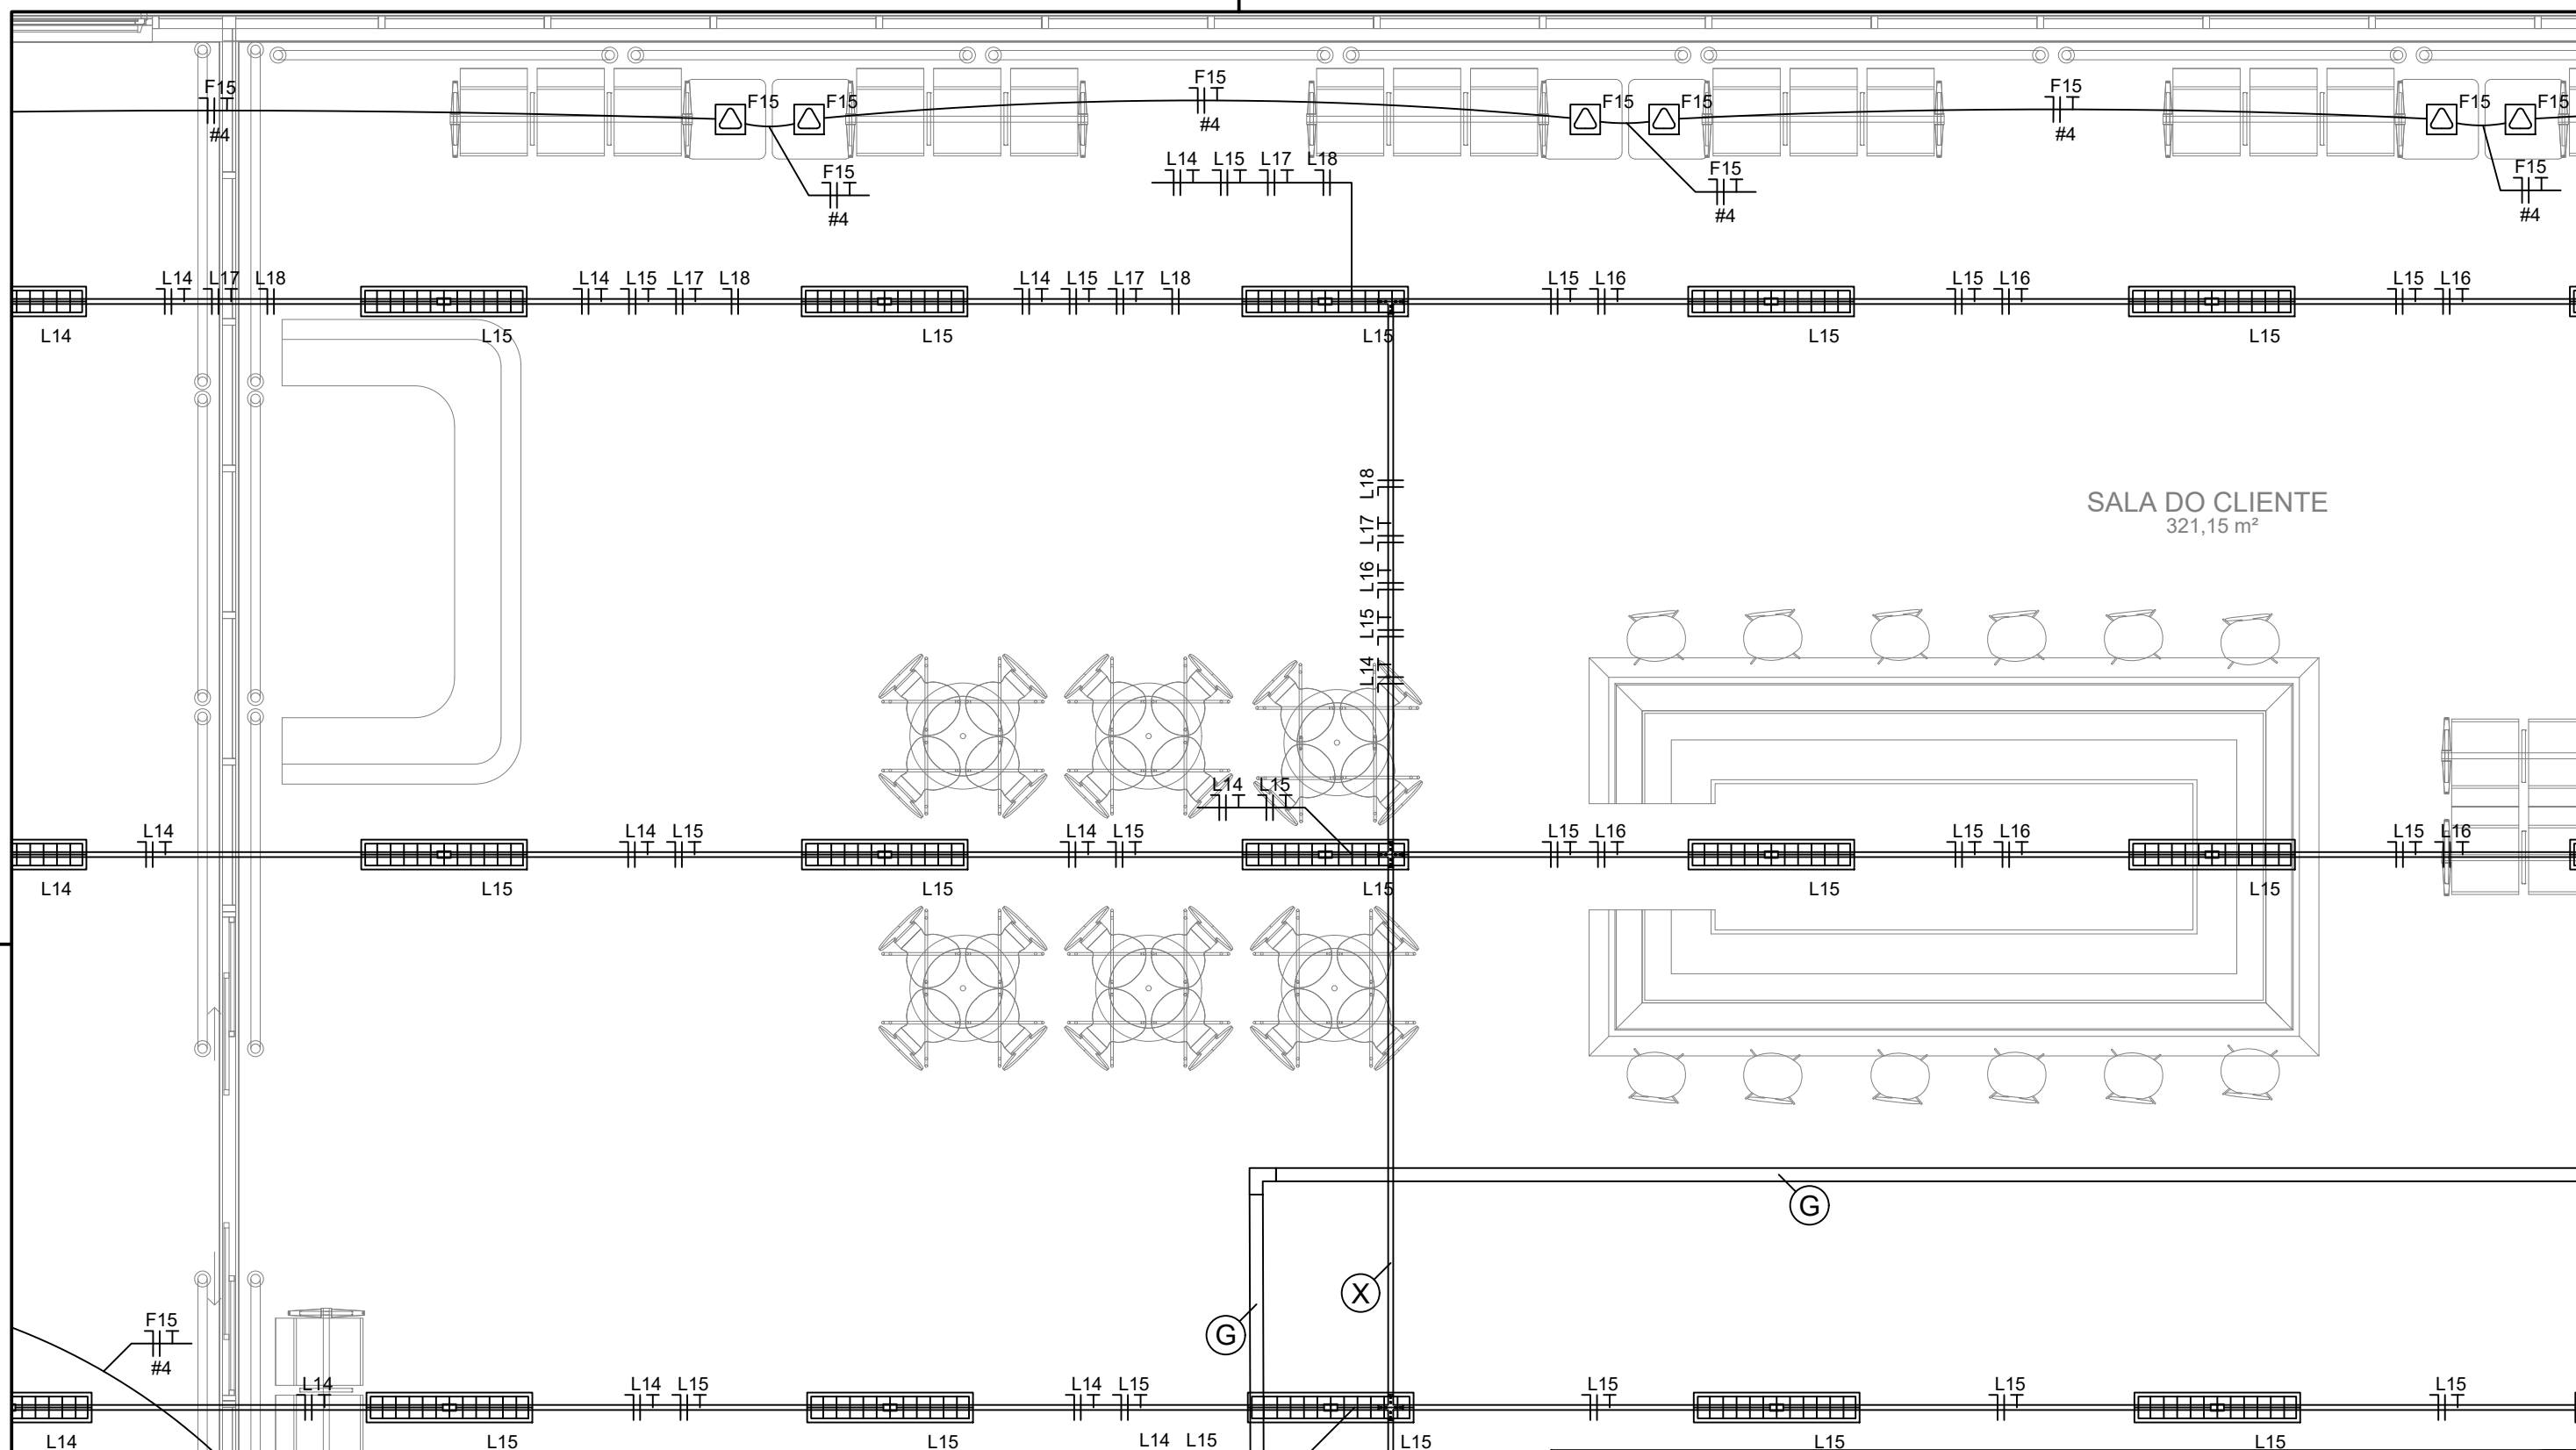 F15 F15 F15 F15 F15 F15 F15 F15 F15
#4 #4 #4
L14 L15 L17 L18
F15 F15 F15
#4 #4 #4
L14 L17 L18 L14 L15 L17 L18 L14 L15 L17 L18 L15 L16 L15 L16 L15 L16
L14 L15 L15 L15 L15 L15
L18
L17
L16
L15
L14
SALA DO CLIENTE
321,15 m²
L14 L15
L14 L14 L15 L14 L15 L15 L16 L15 L16 L15 L16
L14 L15 L15 L15 L15 L15
G
X
G
F15
#4
L14 L14 L15 L14 L15 L15 L15 L15
L14 L15 L15 L14 L15 L15 L15 L15